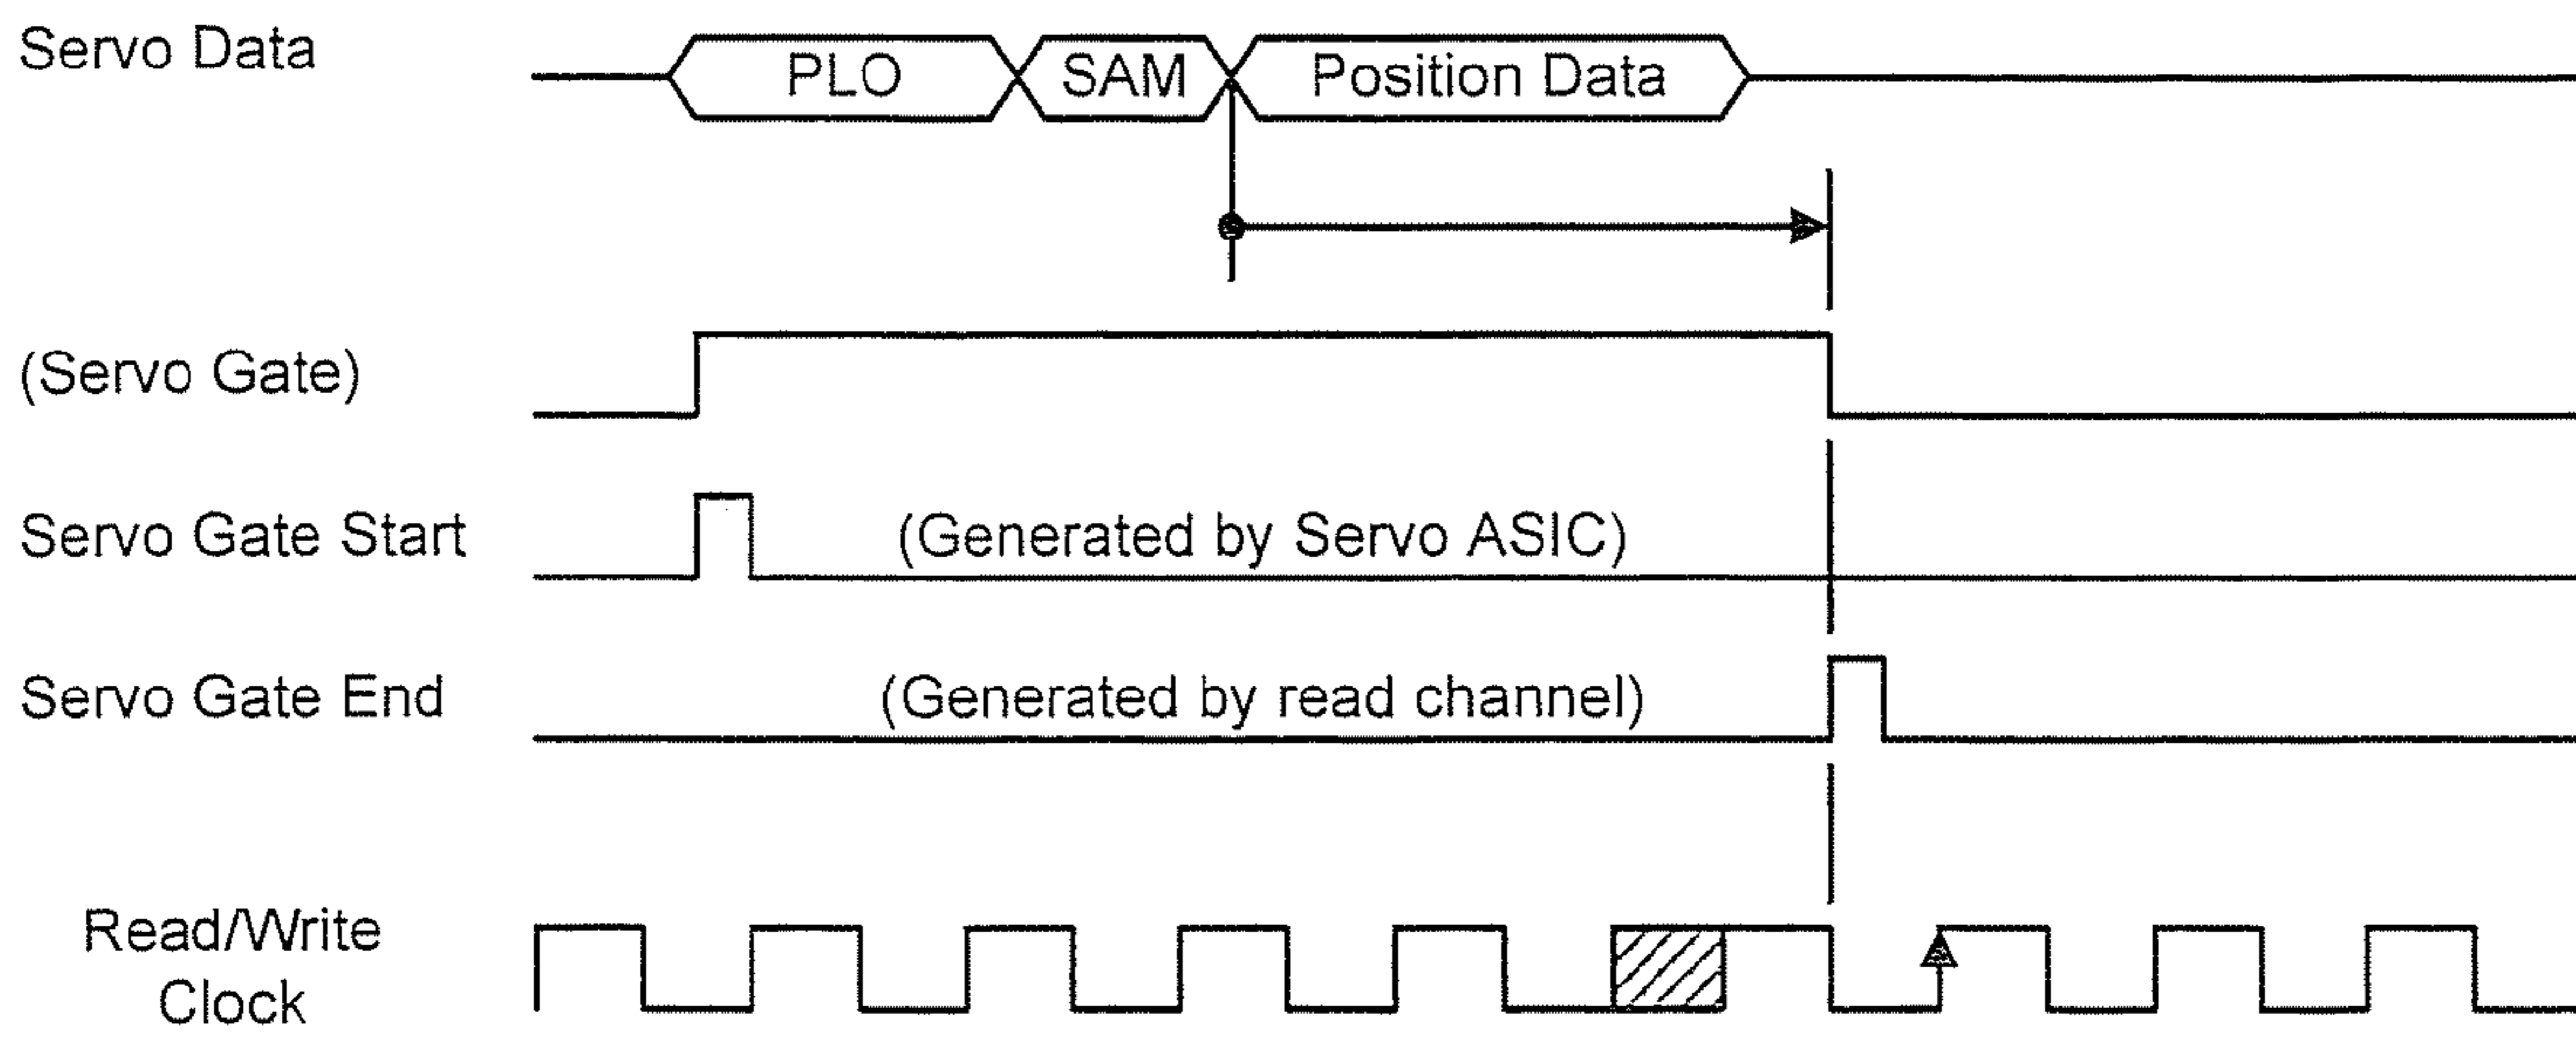 Servo Data
PLO
SAM
Position Data
(Servo Gate)
Servo Gate Start
(Generated by Servo ASIC)
Servo Gate End
(Generated by read channel)
Read/Write
Clock